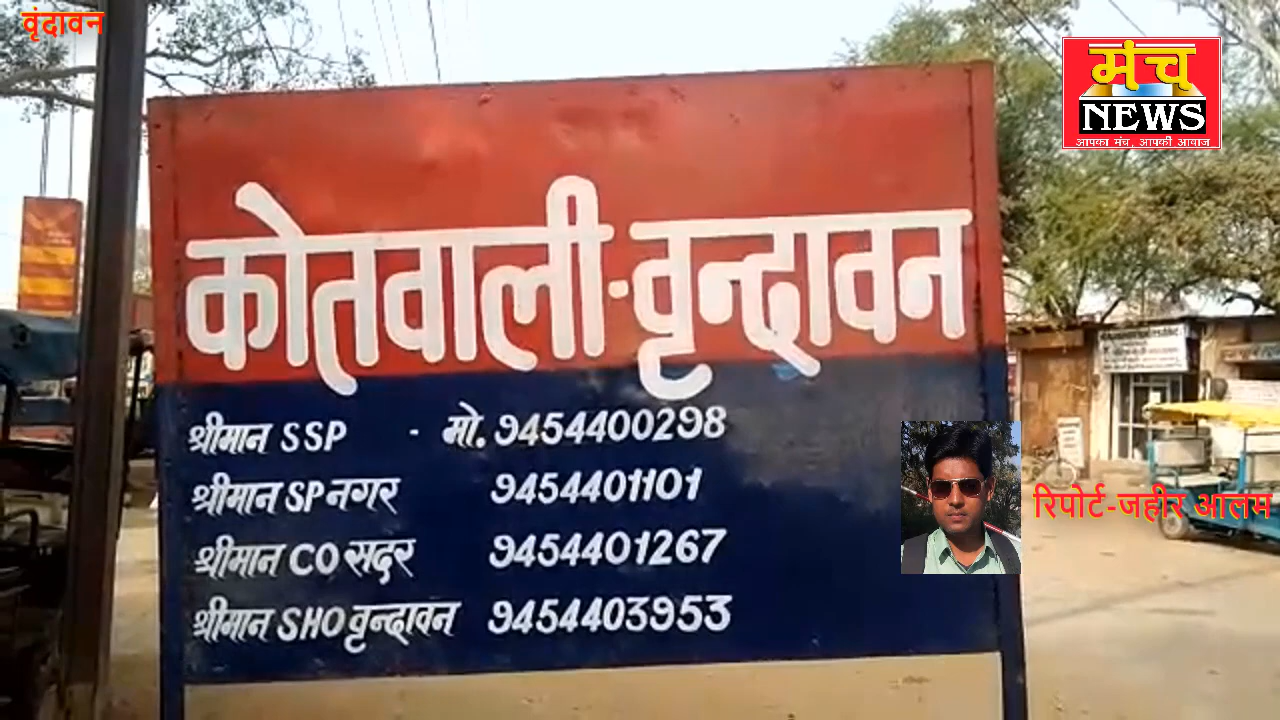 वृंदावन
मंच
NEWS
आपका मंच, आपकी आवाज
कोतवाली-वृन्दावन
श्रीमान SSP - मो. 9454400298
श्रीमान SP नगर 9454401101
श्रीमान CO सदर 9454401267
श्रीमान SHO वृन्दावन 9454403953
रिपोर्ट-जहीर आलम